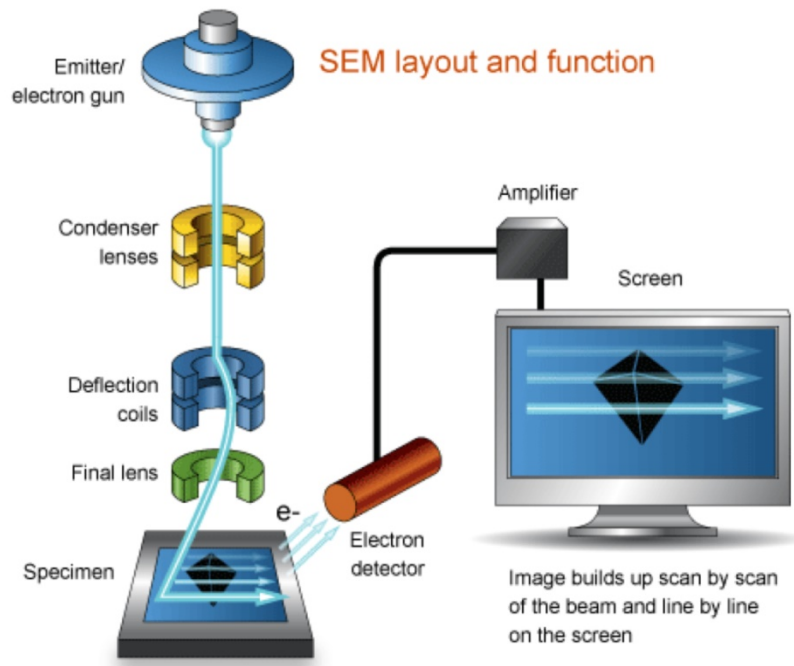 SEM layout and function
Emitter/
electron gun
Condenser
lenses
Deflection
coils
Final lens
Specimen
e-
Electron
detector
Amplifier
Screen
Image builds up scan by scan
of the beam and line by line
on the screen